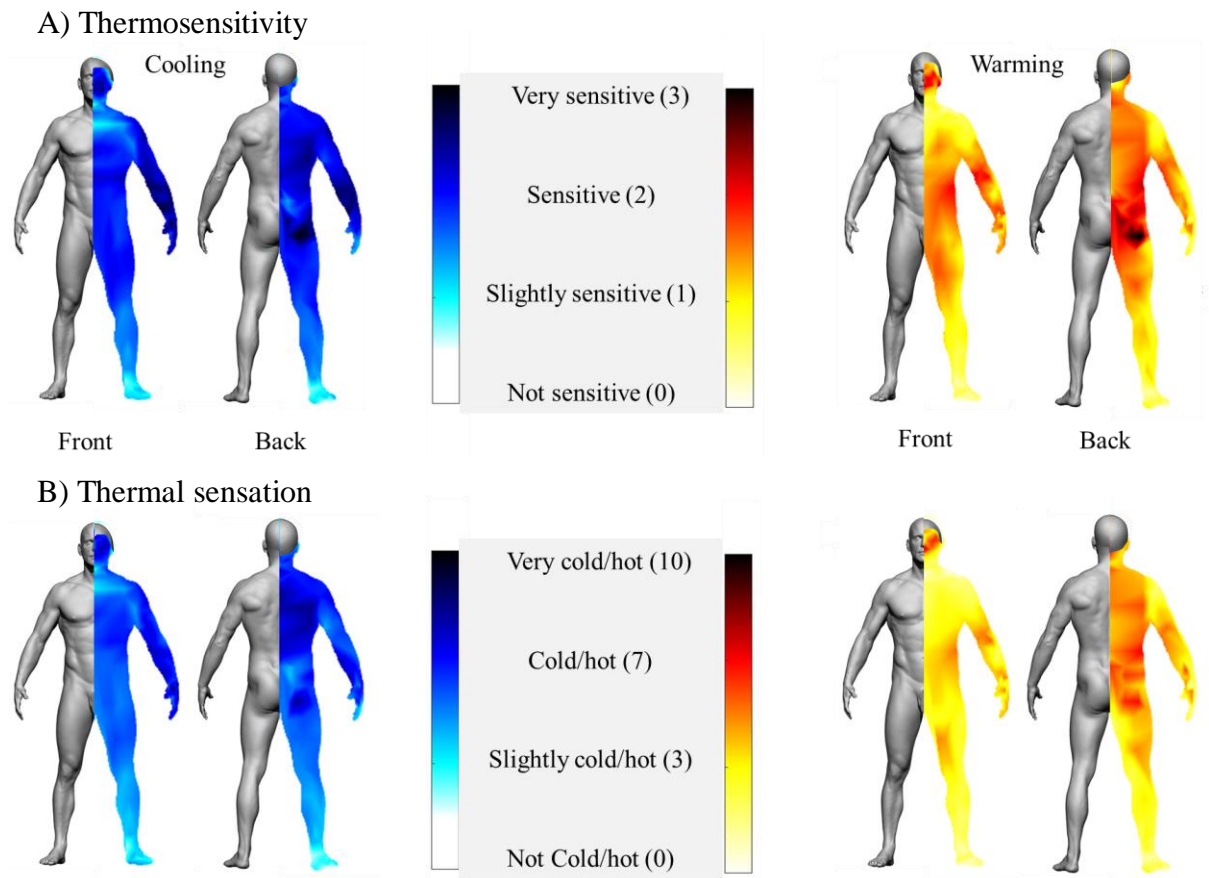 A) Thermosensitivity
Cooling
Warming
Very sensitive (3)
Sensitive (2)
Slightly sensitive (1)
Not sensitive (0)
Front
Back
Front
Back
B) Thermal sensation
Very cold/hot (10)
Cold/hot (7)
Slightly cold/hot (3)
Not Cold/hot (0)